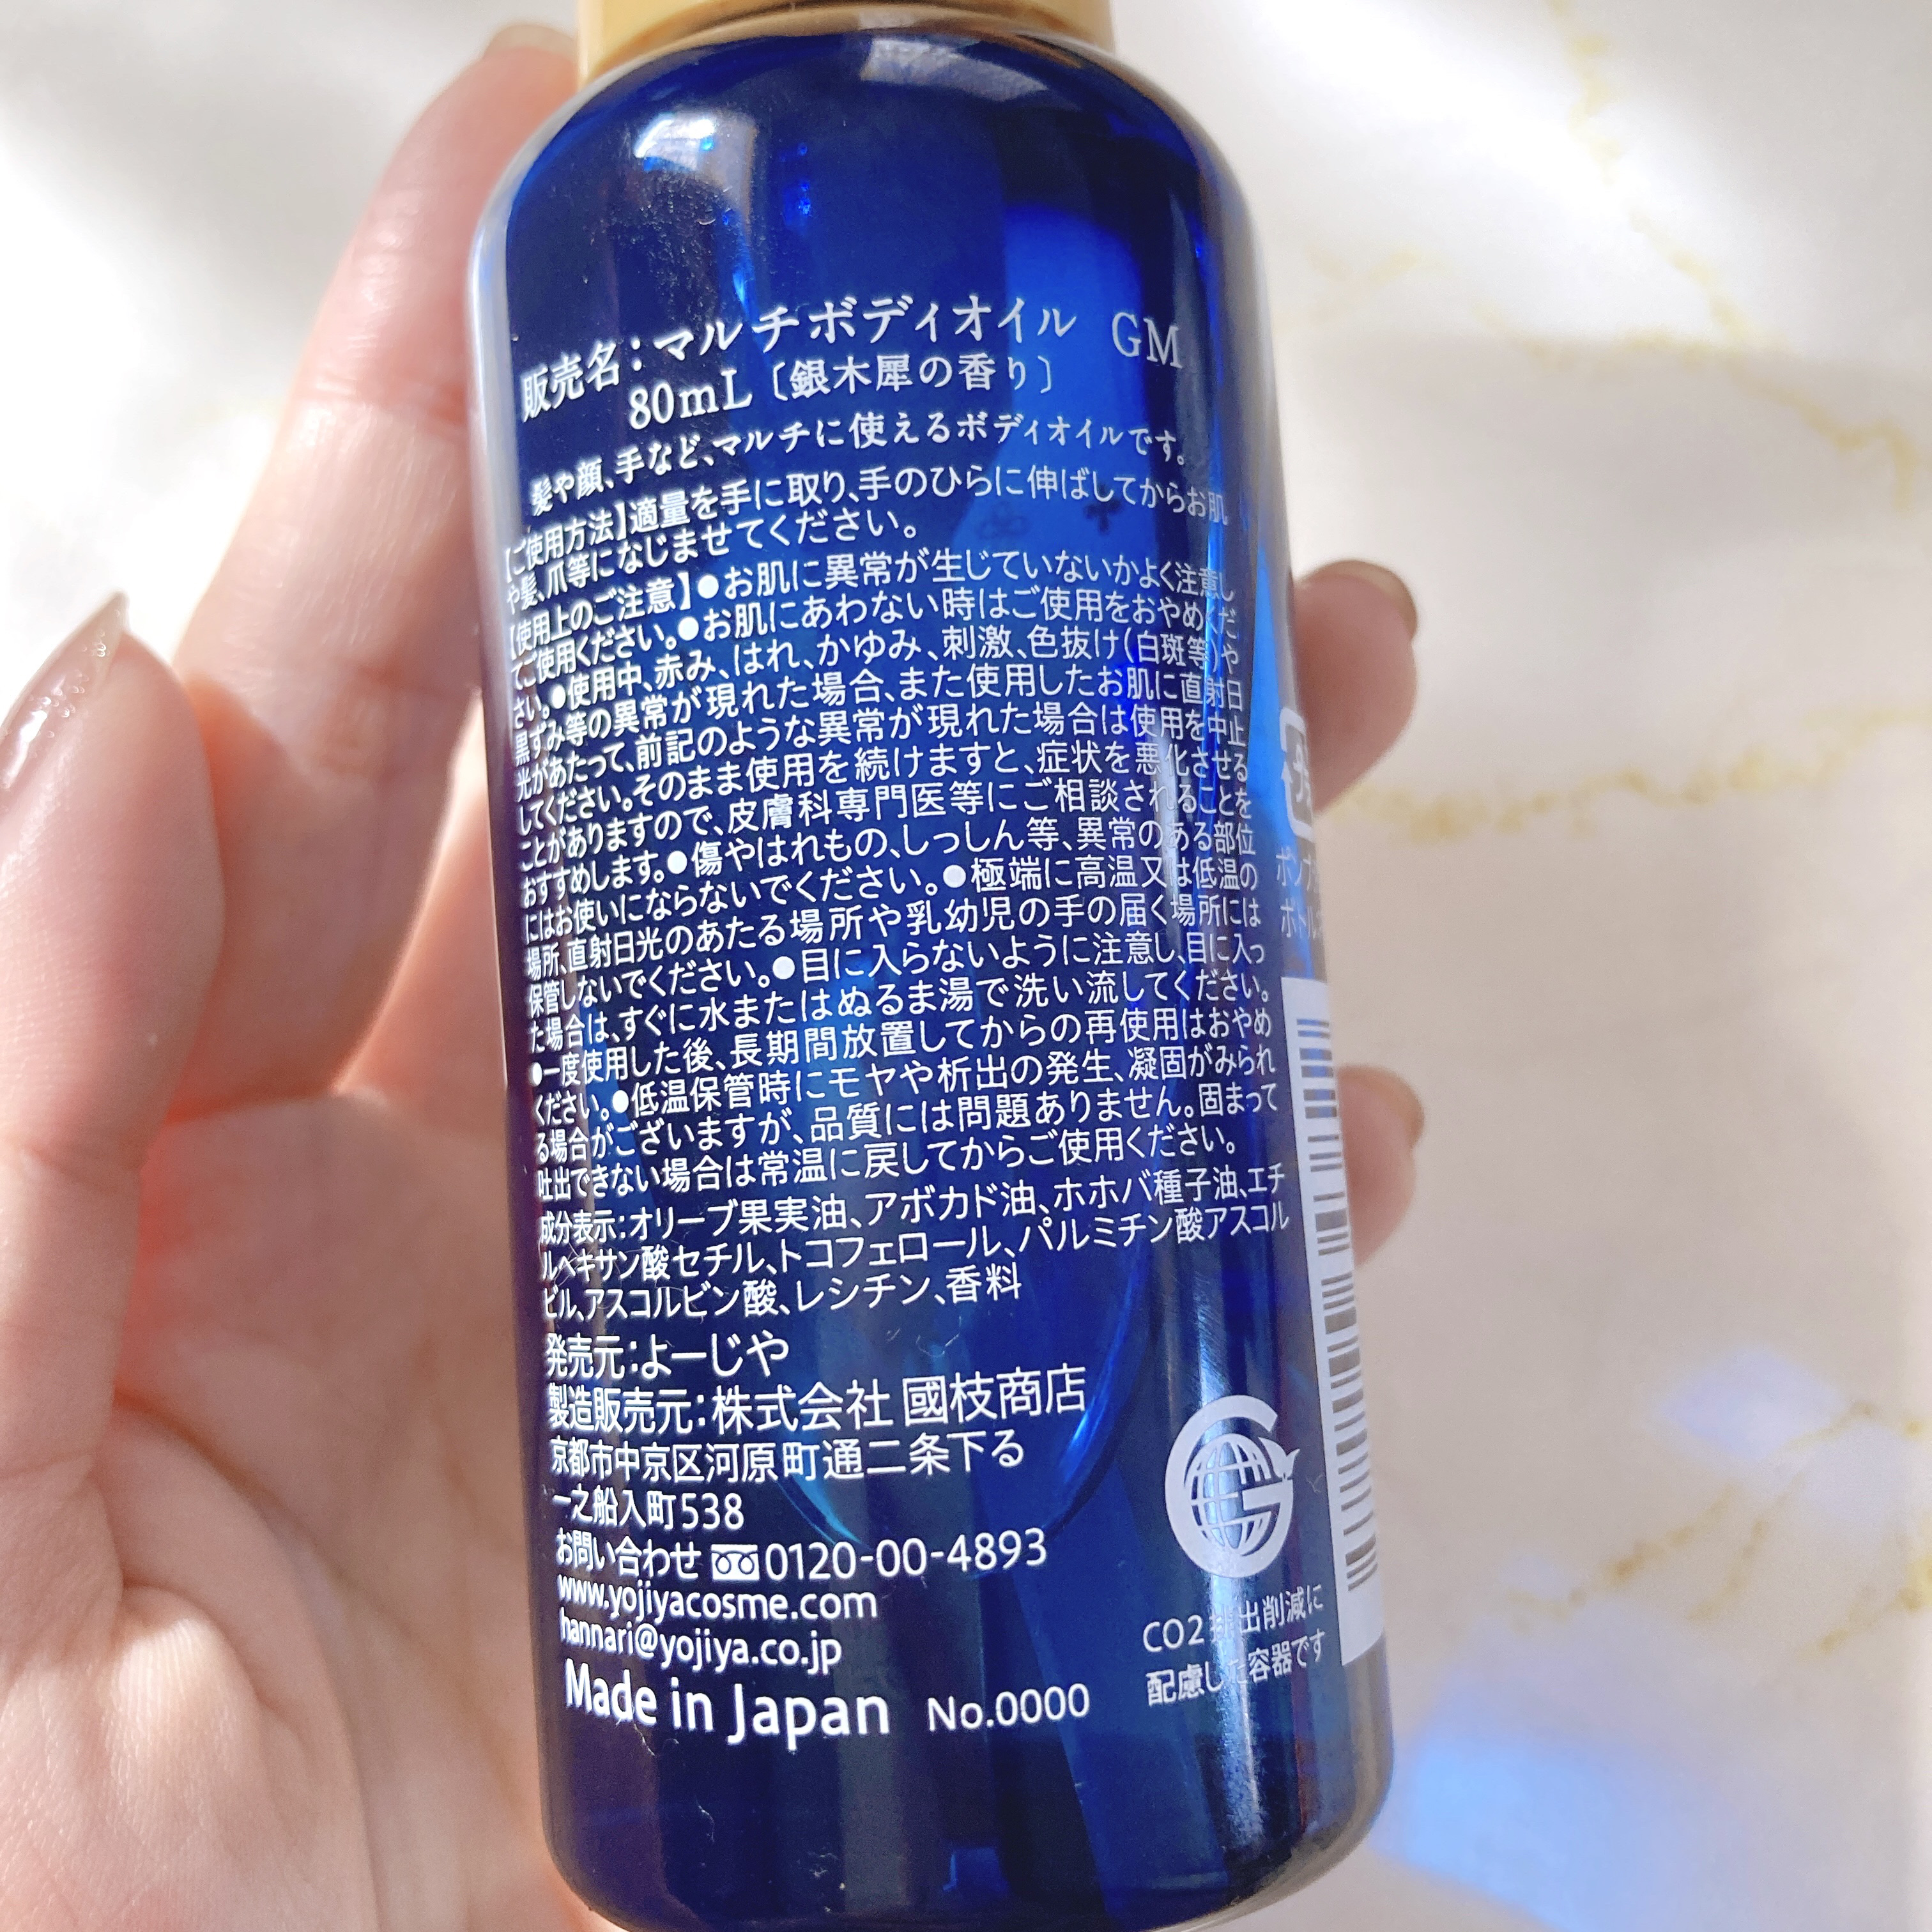 販売名:マルチボディオイル GM
80mL〔銀木犀の香り〕
髪や顔、手など、マルチに使えるボディオイルです。
【ご使用方法】適量を手に取り、手のひらに伸ばしてからお肌
や髪、爪等になじませてください。
【使用上のご注意】●お肌に異常が生じていないかよく注意し
てご使用ください。●お肌にあわない時はご使用をおやめくだ
さい。●使用中、赤み、はれ、かゆみ、刺激、色抜け(白斑等)や
黒ずみ等の異常が現れた場合、また使用したお肌に直射日
光があたって、前記のような異常が現れた場合は使用を中止
してください。そのまま使用を続けますと、症状を悪化させる
ことがありますので、皮膚科専門医等にご相談されることを
おすすめします。●傷やはれもの、しっしん等、異常のある部位
にはお使いにならないでください。●極端に高温又は低温の
場所、直射日光のあたる場所や乳幼児の手の届く場所には
保管しないでください。●目に入らないように注意し、目に入っ
た場合は、すぐに水またはぬるま湯で洗い流してください。
●一度使用した後、長期間放置してからの再使用はおやめ
ください。●低温保管時にモヤや析出の発生、凝固がみられ
る場合がございますが、品質には問題ありません。固まって
吐出できない場合は常温に戻してからご使用ください。
成分表示:オリーブ果実油、アボカド油、ホホバ種子油、エチ
ルヘキサン酸セチル、トコフェロール、パルミチン酸アスコル
ビル、アスコルビン酸、レシチン、香料
発売元:よーじや
製造販売元:株式会社 國枝商店
京都市中京区河原町通二条下る
一之船入町538
お問い合わせ 0120-00-4893
www.yojiyacosme.com
hannari@yojiya.co.jp
Made in Japan No.0000
CO2排出削減に
配慮した容器です
プラ
ポンプ
ボトル